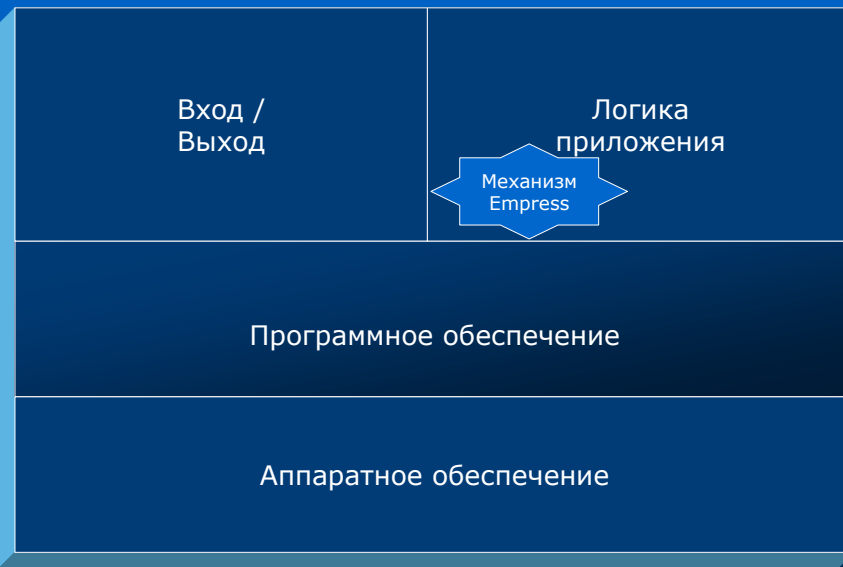 Вход /
Выход
Логика
приложения
Механизм
Empress
Программное обеспечение
Аппаратное обеспечение